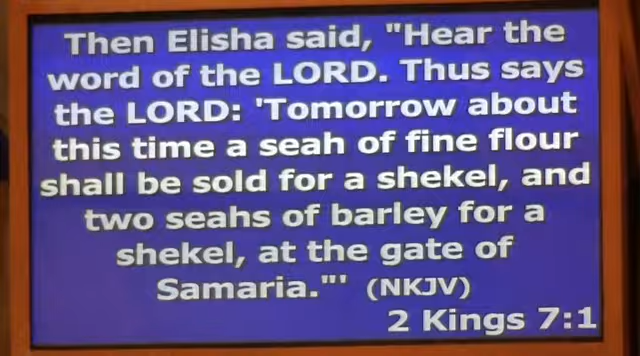 Then Elisha said, "Hear the
word of the LORD. Thus says
the LORD: 'Tomorrow about
this time a seah of fine flour
shall be sold for a shekel, and
two seahs of barley for a
shekel, at the gate of
Samaria."' (NKJV)
2 Kings 7:1